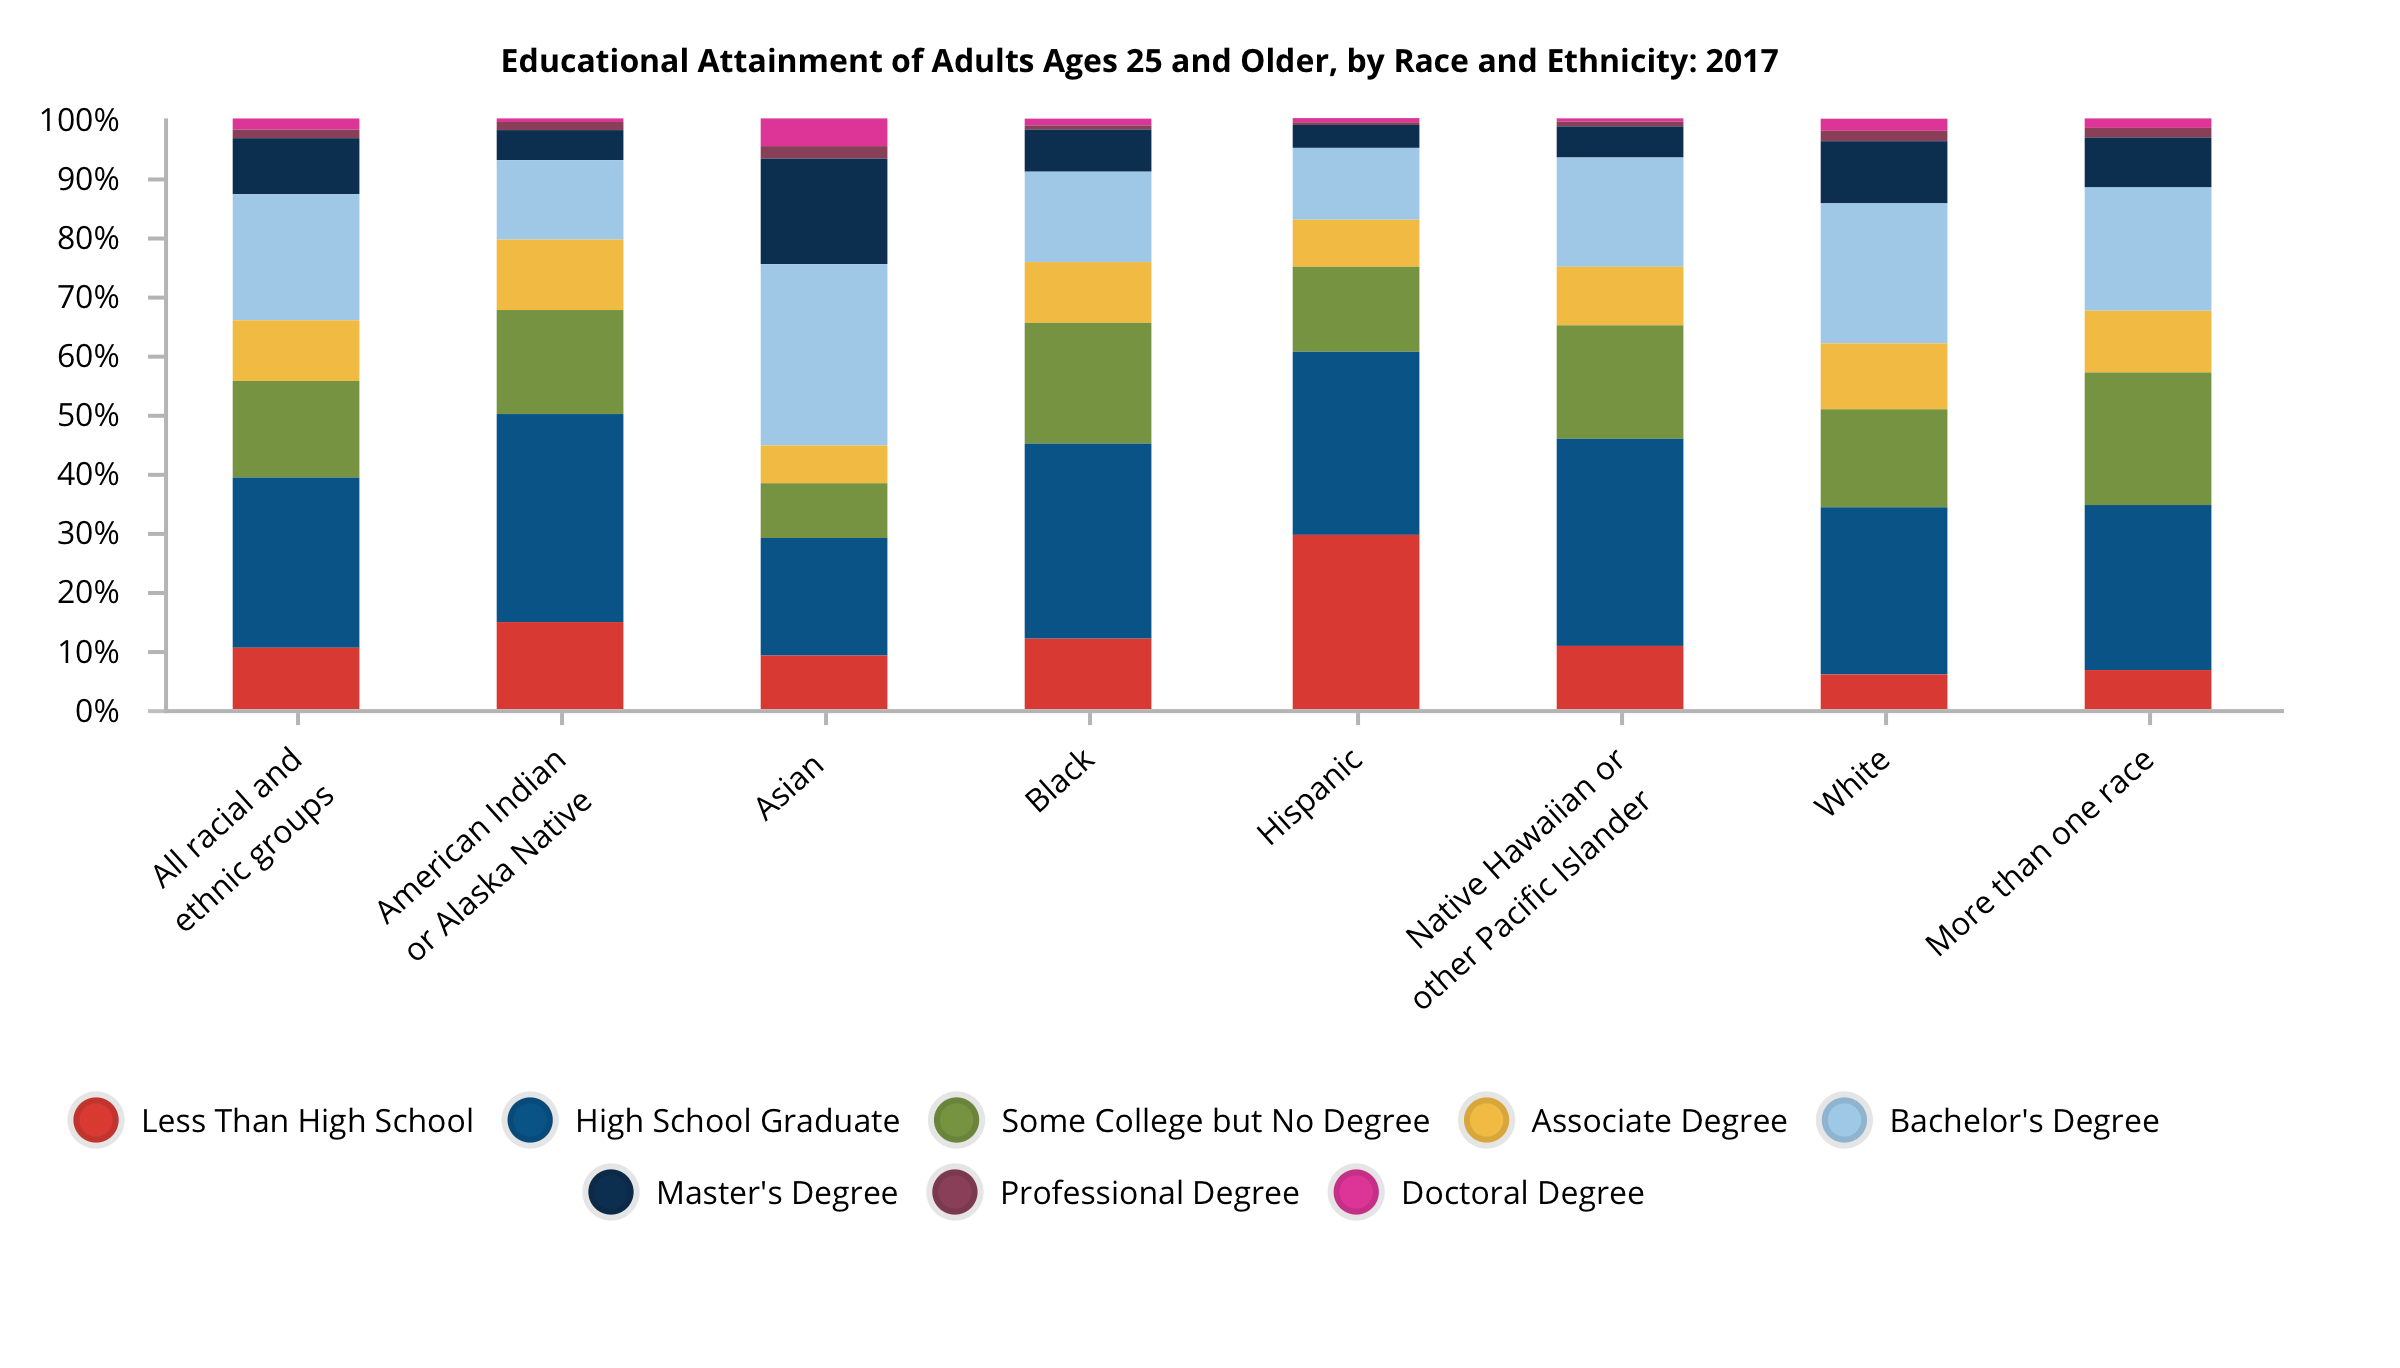 Educational Attainment of Adults Ages 25 and Older, by Race and Ethnicity: 2017
100%
90%
80%
70%
60%
50%
40%
30%
20%
10%
0%
All racial and
ethnic groups
American Indian
or Alaska Native
Asian
Black
Hispanic
Native Hawaiian or
other Pacific Islander
White
More than one race
Less Than High School High School Graduate Some College but No Degree Associate Degree Bachelor's Degree
Master's Degree Professional Degree Doctoral Degree